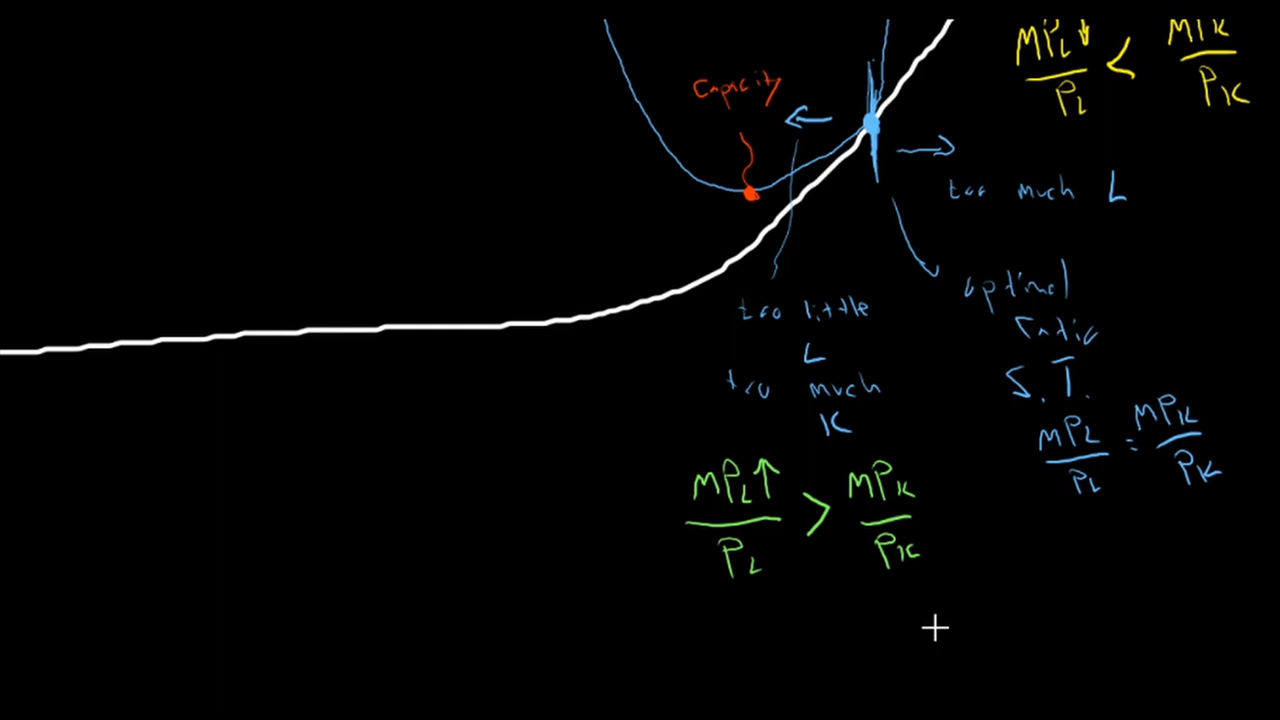 MPL↓ < MPK
PL PK
Capacity
too much L
optimal
ratio
S.T.
MPL = MPK
PL PK
too little
L
too much
K
MPL↑ > MPK
PL PK